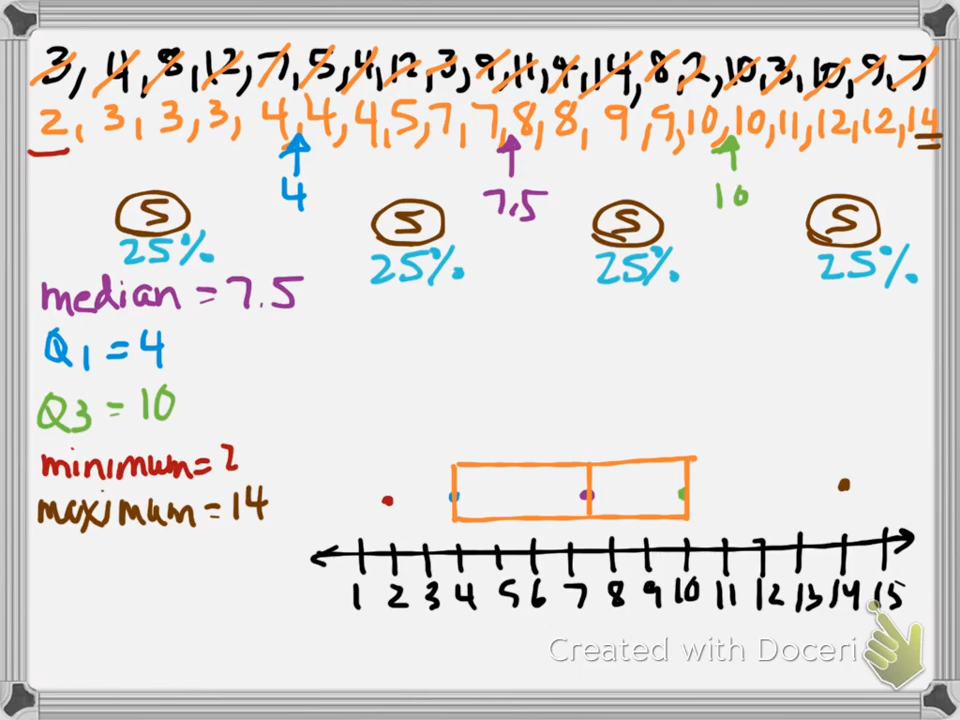 3, 4, 8, 12, 7, 5, 4, 12, 3, 9, 11, 4, 14, 8, 2, 10, 3, 10, 9, 7
2, 3, 3, 3, 4, 4, 4, 5, 7, 7, 8, 8, 9, 9, 10, 10, 11, 12, 12, 14
4 7.5 10
5 5 5 5
25% 25% 25% 25%
median = 7.5
Q1 = 4
Q3 = 10
minimum = 2
maximum = 14
1 2 3 4 5 6 7 8 9 10 11 12 13 14 15
Created with Doceri